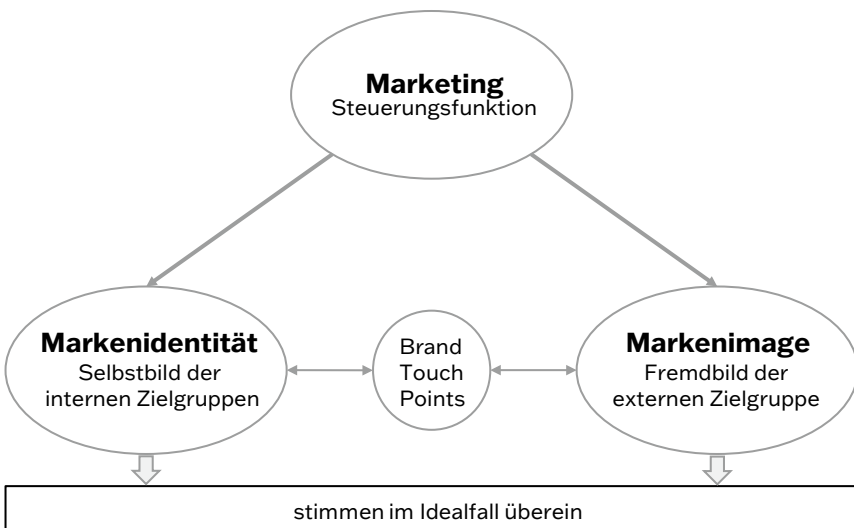 Marketing
Steuerungsfunktion
Markenidentität
Selbstbild der
internen Zielgruppen
Brand
Touch
Points
Markenimage
Fremdbild der
externen Zielgruppe
stimmen im Idealfall überein